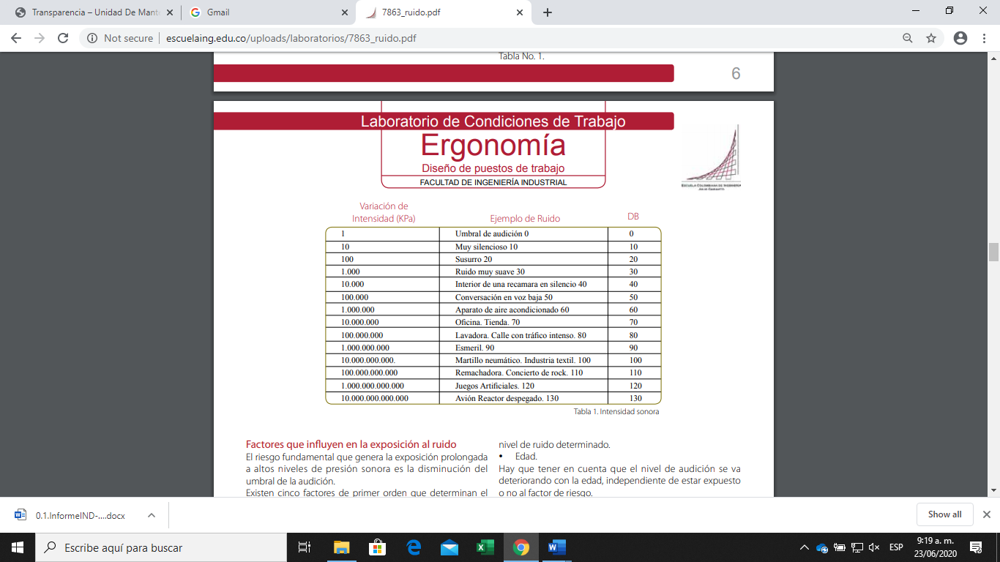 Transparencia – Unidad De Mant
Gmail
7863_ruido.pdf
Not secure
escuelaing.edu.co/uploads/laboratorios/7863_ruido.pdf
Tabla No. 1.
6
Laboratorio de Condiciones de Trabajo
Ergonomía
Diseño de puestos de trabajo
FACULTAD DE INGENIERÍA INDUSTRIAL
ESCUELA COLOMBIANA DE INGENIERÍA
JULIO GARAVITO
Variación de
Intensidad (KPa) Ejemplo de Ruido DB
1 Umbral de audición 0 0
10 Muy silencioso 10 10
100 Susurro 20 20
1.000 Ruido muy suave 30 30
10.000 Interior de una recamara en silencio 40 40
100.000 Conversación en voz baja 50 50
1.000.000 Aparato de aire acondicionado 60 60
10.000.000 Oficina. Tienda. 70 70
100.000.000 Lavadora. Calle con tráfico intenso. 80 80
1.000.000.000 Esmeril. 90 90
10.000.000.000. Martillo neumático. Industria textil. 100 100
100.000.000.000 Remachadora. Concierto de rock. 110 110
1.000.000.000.000 Juegos Artificiales. 120 120
10.000.000.000.000 Avión Reactor despegado. 130 130
Tabla 1. Intensidad sonora
Factores que influyen en la exposición al ruido
El riesgo fundamental que genera la exposición prolongada
a altos niveles de presión sonora es la disminución del
umbral de la audición.
Existen cinco factores de primer orden que determinan el
nivel de ruido determinado.
• Edad.
Hay que tener en cuenta que el nivel de audición se va
deteriorando con la edad, independiente de estar expuesto
o no al factor de riesgo.
0.1.InformeIND-....docx
Show all
Escribe aquí para buscar
ESP
9:19 a. m.
23/06/2020